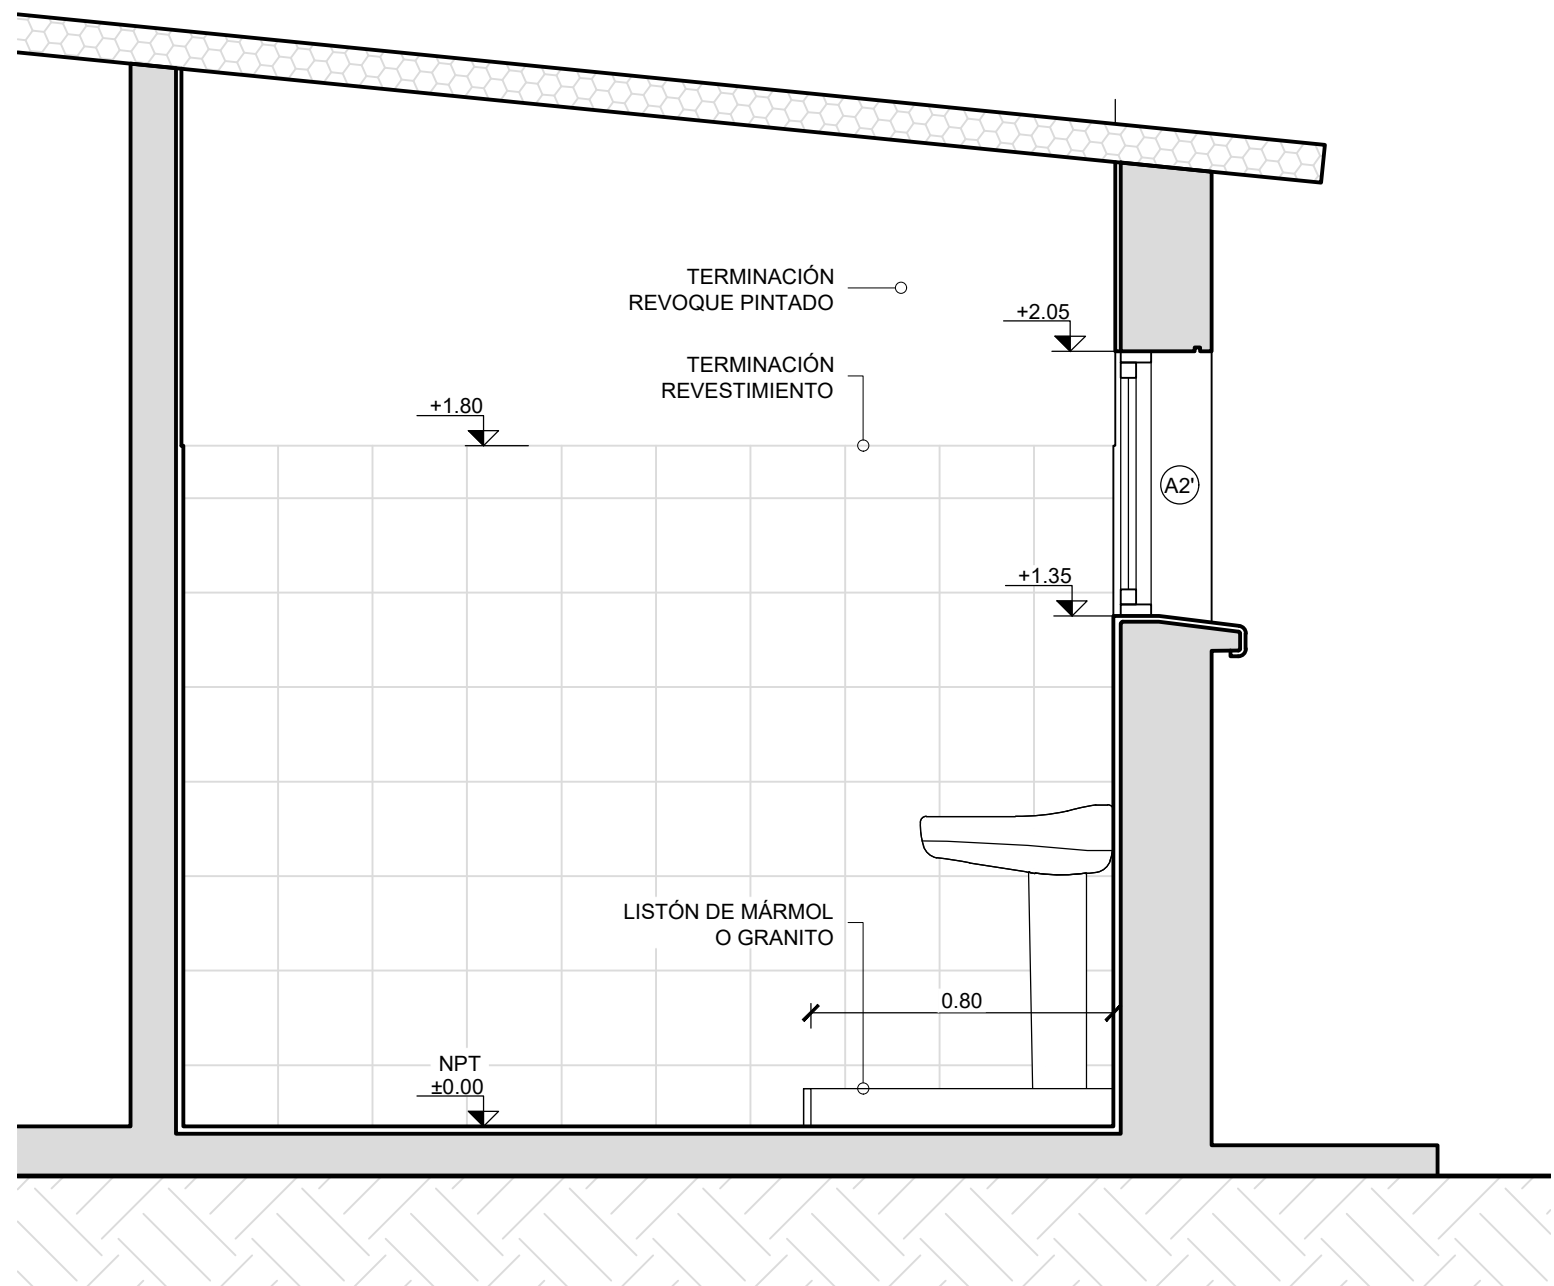 TERMINACIÓN
REVOQUE PINTADO
+2.05
TERMINACIÓN
REVESTIMIENTO
+1.80
A2'
+1.35
LISTÓN DE MÁRMOL
O GRANITO
0.80
NPT
±0.00